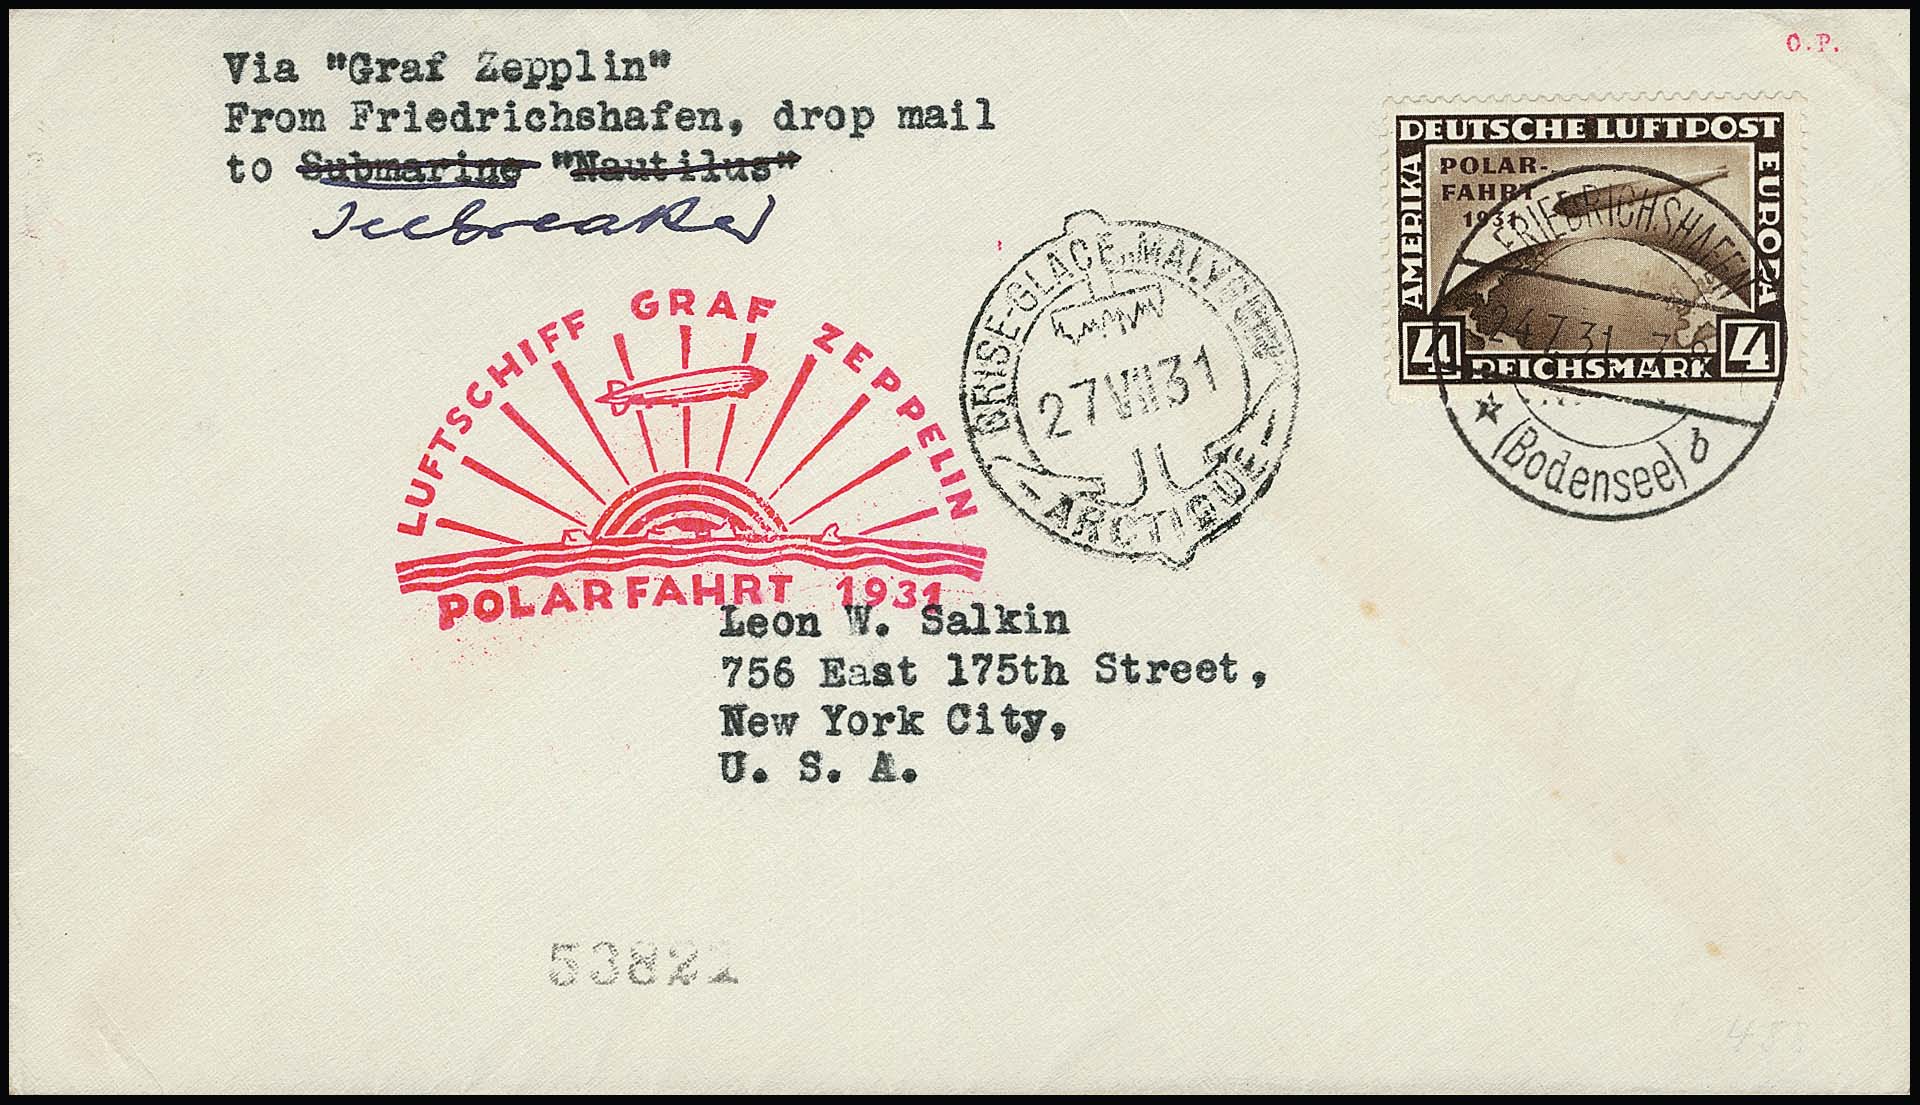 O.P.
Via "Graf Zepplin"
From Friedrichshafen, drop mail
to Submarine "Nautilus"
Icebreaker
DEUTSCHE LUFTPOST
AMERIKA
EUROPA
POLAR-
FAHRT
1931
4 REICHSMARK 4
FRIEDRICHSHAFEN
24.7.31.
(Bodensee) b
BRISE-GLACE „MALYGUIN"
27 VII 31
ARCTIQUE
LUFTSCHIFF GRAF ZEPPELIN
POLARFAHRT 1931
Leon W. Salkin
756 East 175th Street,
New York City,
U. S. A.
53821